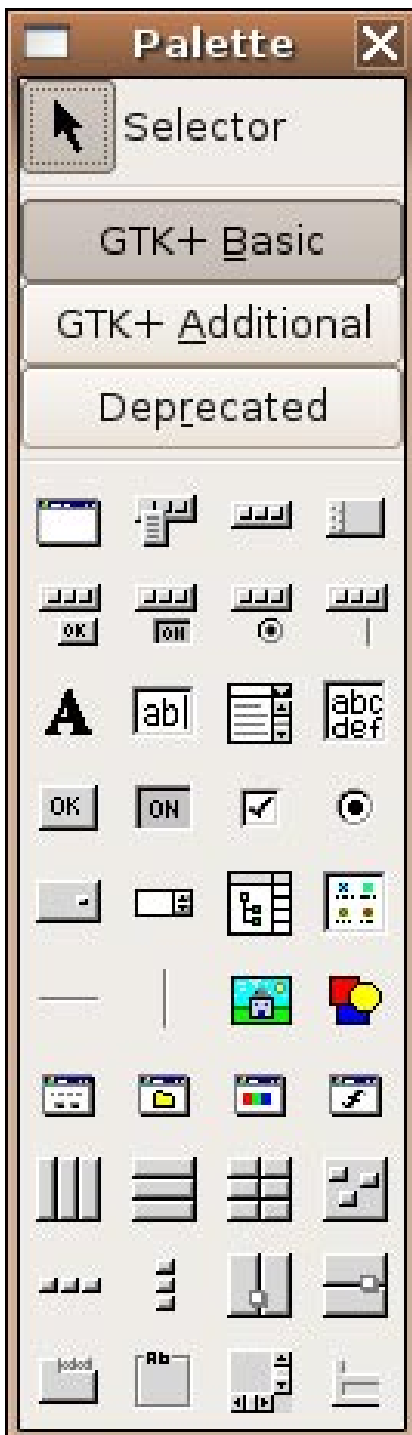 Palette
Selector
GTK+ Basic
GTK+ Additional
Deprecated
OK ON
A abl abc
def
OK ON
f
Ab